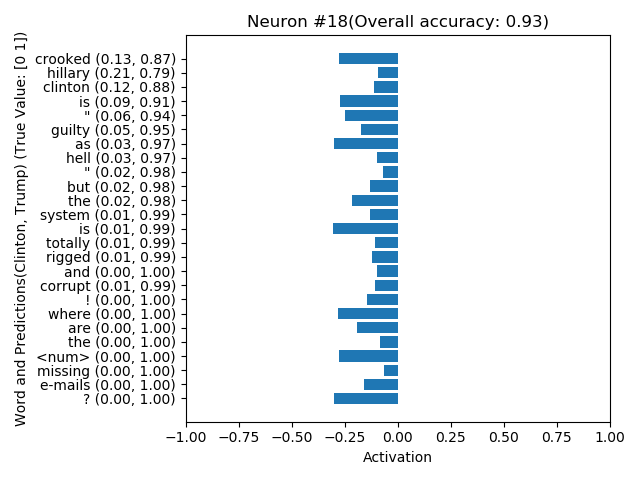 Neuron #18(Overall accuracy: 0.93)
Word and Predictions(Clinton, Trump) (True Value: [0 1])
crooked (0.13, 0.87)
hillary (0.21, 0.79)
clinton (0.12, 0.88)
is (0.09, 0.91)
" (0.06, 0.94)
guilty (0.05, 0.95)
as (0.03, 0.97)
hell (0.03, 0.97)
" (0.02, 0.98)
but (0.02, 0.98)
the (0.02, 0.98)
system (0.01, 0.99)
is (0.01, 0.99)
totally (0.01, 0.99)
rigged (0.01, 0.99)
and (0.00, 1.00)
corrupt (0.01, 0.99)
! (0.00, 1.00)
where (0.00, 1.00)
are (0.00, 1.00)
the (0.00, 1.00)
<num> (0.00, 1.00)
missing (0.00, 1.00)
e-mails (0.00, 1.00)
? (0.00, 1.00)
−1.00 −0.75 −0.50 −0.25 0.00 0.25 0.50 0.75 1.00
Activation